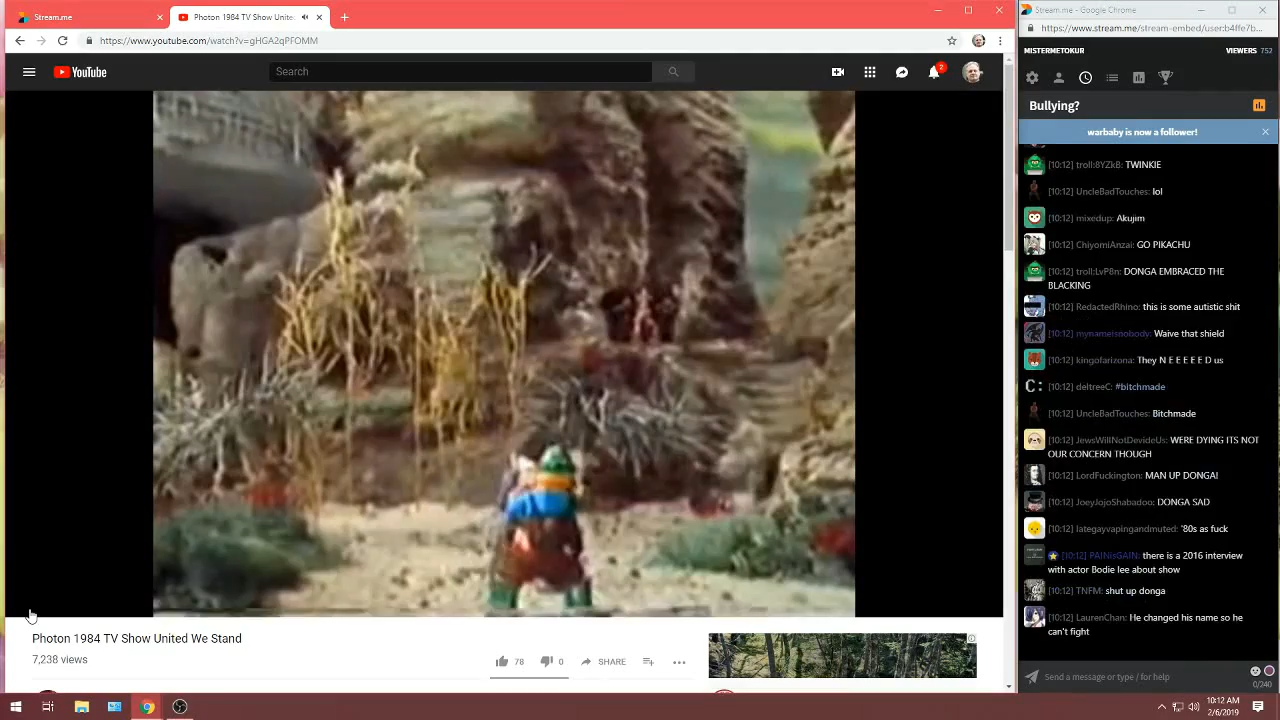 Stream.me
Photon 1984 TV Show Unite
https://www.youtube.com/watch?v=gHGA2qPFOMM
YouTube
Search
2
Photon 1984 TV Show United We Stand
7,238 views
78
0
SHARE
Stream.me - Google Chrome
https://www.stream.me/stream-embed/user:b4ffe7b...
MISTERMETOKUR
VIEWERS 752
Bullying?
warbaby is now a follower!
[10:12] troll:8YZkB: TWINKIE
[10:12] UncleBadTouches: lol
[10:12] mixedup: Akujim
[10:12] ChiyomiAnzai: GO PIKACHU
[10:12] troll:LvP8n: DONGA EMBRACED THE
BLACKING
[10:12] RedactedRhino: this is some autistic shit
[10:12] mynameisnobody: Waive that shield
[10:12] kingofarizona: They N E E E E D us
C:
[10:12] deltreeC: #bitchmade
[10:12] UncleBadTouches: Bitchmade
[10:12] JewsWillNotDevideUs: WERE DYING ITS NOT
OUR CONCERN THOUGH
[10:12] LordFuckington: MAN UP DONGA!
[10:12] JoeyJojoShabadoo: DONGA SAD
[10:12] lategayvapingandmuted: '80s as fuck
[10:12] PAINisGAIN: there is a 2016 interview
with actor Bodie lee about show
[10:12] TNFM: shut up donga
[10:12] LaurenChan: He changed his name so he
can't fight
Send a message or type / for help
0/240
10:12 AM
2/6/2019